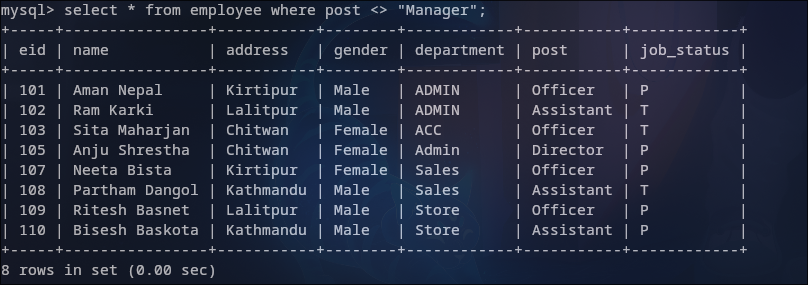 mysql> select * from employee where post <> "Manager";
+-----+----------------+-----------+--------+------------+-----------+------------+
| eid | name           | address   | gender | department | post      | job_status |
+-----+----------------+-----------+--------+------------+-----------+------------+
| 101 | Aman Nepal     | Kirtipur  | Male   | ADMIN      | Officer   | P          |
| 102 | Ram Karki      | Lalitpur  | Male   | ADMIN      | Assistant | T          |
| 103 | Sita Maharjan  | Chitwan   | Female | ACC        | Officer   | T          |
| 105 | Anju Shrestha  | Chitwan   | Female | Admin      | Director  | P          |
| 107 | Neeta Bista    | Kirtipur  | Female | Sales      | Officer   | P          |
| 108 | Partham Dangol | Kathmandu | Male   | Sales      | Assistant | T          |
| 109 | Ritesh Basnet  | Lalitpur  | Male   | Store      | Officer   | P          |
| 110 | Bisesh Baskota | Kathmandu | Male   | Store      | Assistant | P          |
+-----+----------------+-----------+--------+------------+-----------+------------+
8 rows in set (0.00 sec)